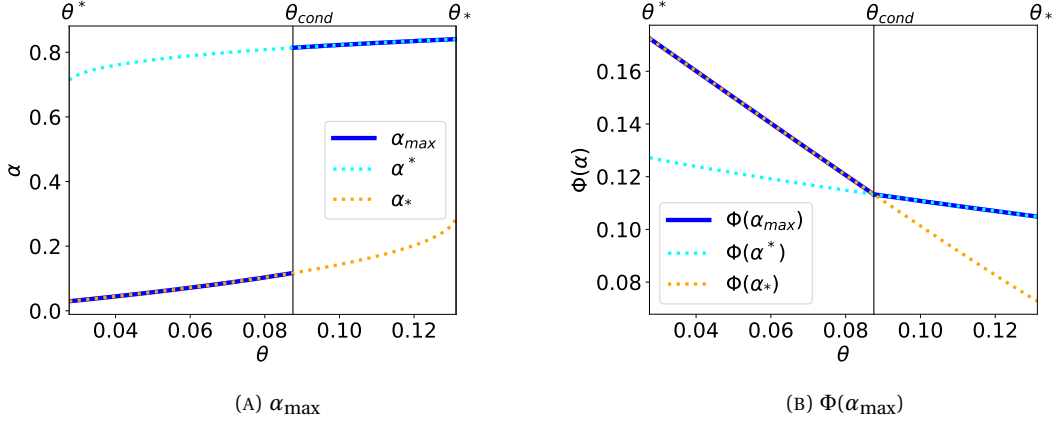 θ* θcond θ*
0.8
0.6
0.4
0.2
0.0
α
αmax
α*
α*
0.04 0.06 0.08 0.10 0.12
θ
(A) αmax
θ* θcond θ*
0.16
0.14
0.12
0.10
0.08
Φ(α)
Φ(αmax)
Φ(α*)
Φ(α*)
0.04 0.06 0.08 0.10 0.12
θ
(B) Φ(αmax)